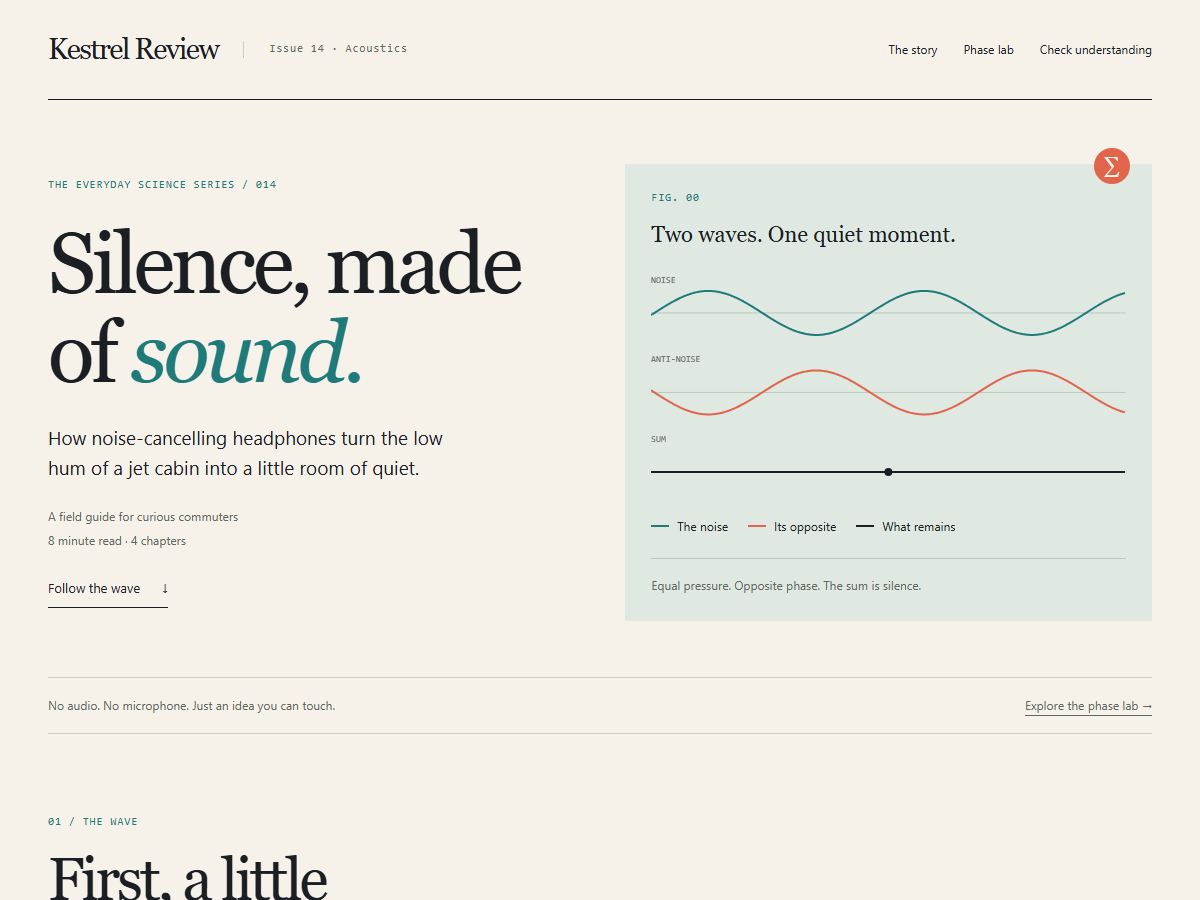 Kestrel Review
Issue 14 · Acoustics
The story
Phase lab
Check understanding
THE EVERYDAY SCIENCE SERIES / 014
Silence, made
of sound.
How noise-cancelling headphones turn the low
hum of a jet cabin into a little room of quiet.
A field guide for curious commuters
8 minute read · 4 chapters
Follow the wave ↓
∑
FIG. 00
Two waves. One quiet moment.
NOISE
ANTI-NOISE
SUM
The noise
Its opposite
What remains
Equal pressure. Opposite phase. The sum is silence.
No audio. No microphone. Just an idea you can touch.
Explore the phase lab →
01 / THE WAVE
First, a little